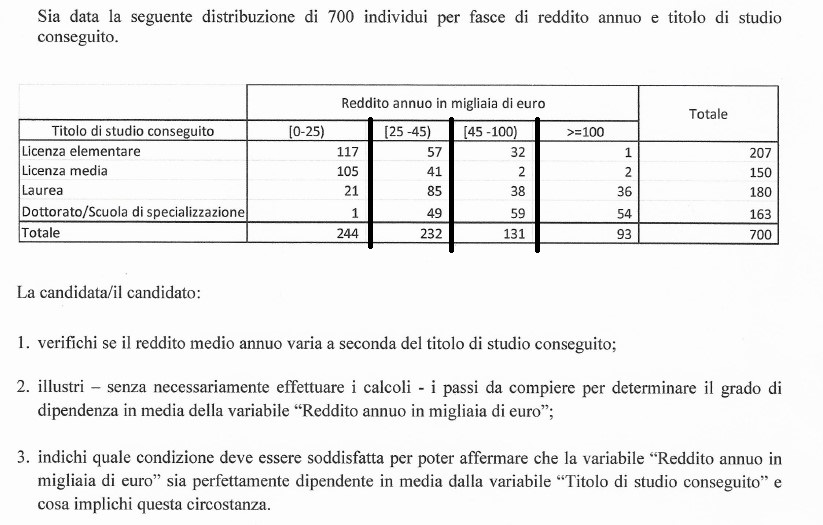 Sia data la seguente distribuzione di 700 individui per fasce di reddito annuo e titolo di studio
conseguito.
Reddito annuo in migliaia di euro
Totale
Titolo di studio conseguito [0-25) [25 -45) [45 -100) >=100
Licenza elementare 117 57 32 1 207
Licenza media 105 41 2 2 150
Laurea 21 85 38 36 180
Dottorato/Scuola di specializzazione 1 49 59 54 163
Totale 244 232 131 93 700
La candidata/il candidato:
1. verifichi se il reddito medio annuo varia a seconda del titolo di studio conseguito;
2. illustri – senza necessariamente effettuare i calcoli - i passi da compiere per determinare il grado di
dipendenza in media della variabile “Reddito annuo in migliaia di euro”;
3. indichi quale condizione deve essere soddisfatta per poter affermare che la variabile “Reddito annuo in
migliaia di euro” sia perfettamente dipendente in media dalla variabile “Titolo di studio conseguito” e
cosa implichi questa circostanza.